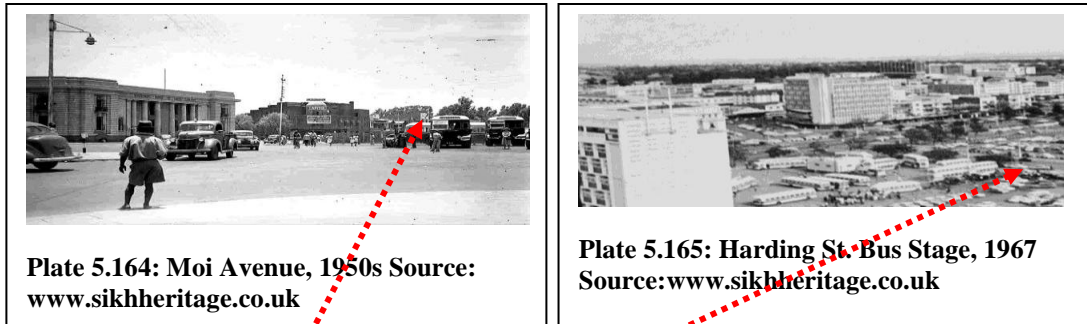 Plate 5.164: Moi Avenue, 1950s Source:
www.sikhheritage.co.uk
Plate 5.165: Harding St. Bus Stage, 1967
Source:www.sikhheritage.co.uk